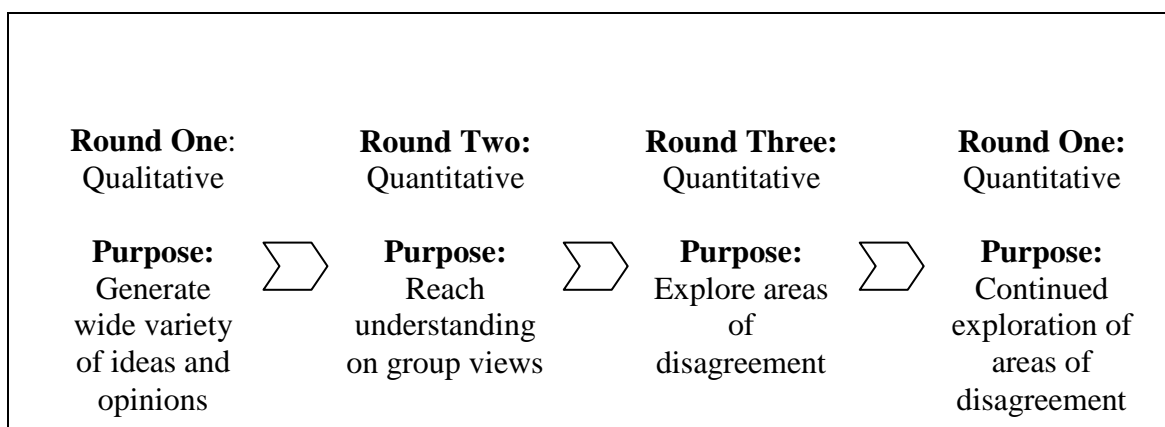 Round One:
Qualitative
Purpose:
Generate
wide variety
of ideas and
opinions
Round Two:
Quantitative
Purpose:
Reach
understanding
on group views
Round Three:
Quantitative
Purpose:
Explore areas
of
disagreement
Round One:
Quantitative
Purpose:
Continued
exploration of
areas of
disagreement